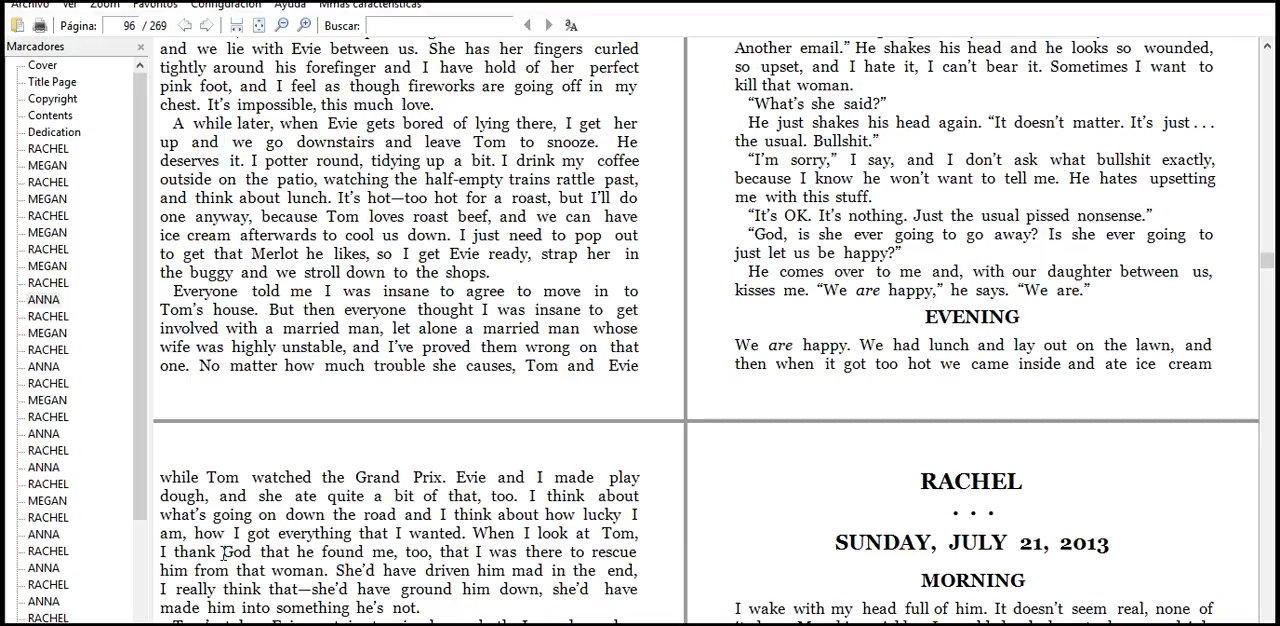 Archivo Ver Zoom Favoritos Configuración Ayuda Mimas características
Página: 96 / 269 Buscar:
Marcadores
Cover
Title Page
Copyright
Contents
Dedication
RACHEL
MEGAN
RACHEL
MEGAN
RACHEL
MEGAN
RACHEL
MEGAN
RACHEL
ANNA
RACHEL
MEGAN
RACHEL
ANNA
RACHEL
MEGAN
RACHEL
ANNA
RACHEL
ANNA
RACHEL
MEGAN
RACHEL
ANNA
RACHEL
ANNA
RACHEL
ANNA
RACHEL
and we lie with Evie between us. She has her fingers curled
tightly around his forefinger and I have hold of her perfect
pink foot, and I feel as though fireworks are going off in my
chest. It’s impossible, this much love.
A while later, when Evie gets bored of lying there, I get her
up and we go downstairs and leave Tom to snooze. He
deserves it. I potter round, tidying up a bit. I drink my coffee
outside on the patio, watching the half-empty trains rattle past,
and think about lunch. It’s hot—too hot for a roast, but I’ll do
one anyway, because Tom loves roast beef, and we can have
ice cream afterwards to cool us down. I just need to pop out
to get that Merlot he likes, so I get Evie ready, strap her in
the buggy and we stroll down to the shops.
Everyone told me I was insane to agree to move in to
Tom’s house. But then everyone thought I was insane to get
involved with a married man, let alone a married man whose
wife was highly unstable, and I’ve proved them wrong on that
one. No matter how much trouble she causes, Tom and Evie
Another email.” He shakes his head and he looks so wounded,
so upset, and I hate it, I can’t bear it. Sometimes I want to
kill that woman.
“What’s she said?”
He just shakes his head again. “It doesn’t matter. It’s just . . .
the usual. Bullshit.”
“I’m sorry,” I say, and I don’t ask what bullshit exactly,
because I know he won’t want to tell me. He hates upsetting
me with this stuff.
“It’s OK. It’s nothing. Just the usual pissed nonsense.”
“God, is she ever going to go away? Is she ever going to
just let us be happy?”
He comes over to me and, with our daughter between us,
kisses me. “We are happy,” he says. “We are.”
EVENING
We are happy. We had lunch and lay out on the lawn, and
then when it got too hot we came inside and ate ice cream
while Tom watched the Grand Prix. Evie and I made play
dough, and she ate quite a bit of that, too. I think about
what’s going on down the road and I think about how lucky I
am, how I got everything that I wanted. When I look at Tom,
I thank God that he found me, too, that I was there to rescue
him from that woman. She’d have driven him mad in the end,
I really think that—she’d have ground him down, she’d have
made him into something he’s not.
RACHEL
• • •
SUNDAY, JULY 21, 2013
MORNING
I wake with my head full of him. It doesn’t seem real, none of